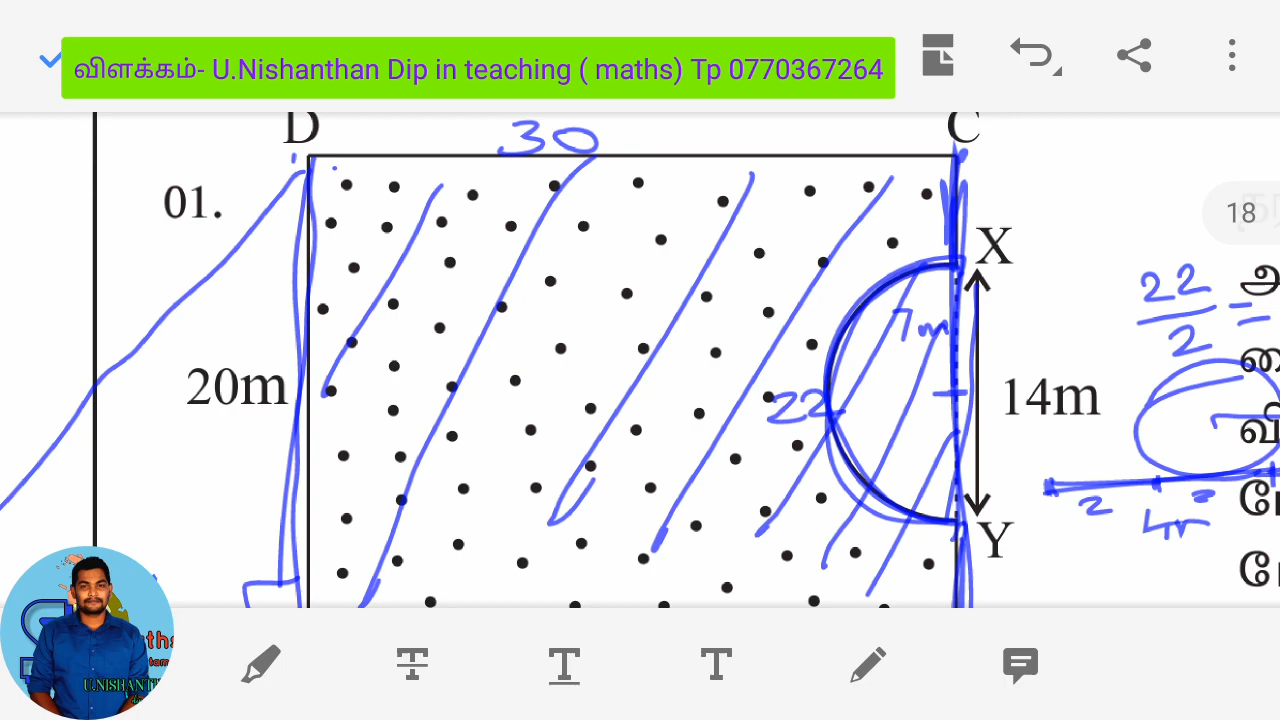 விளக்கம்- U.Nishanthan Dip in teaching ( maths) Tp 0770367264
D
30
C
01.
18
X
22
2
=
7m
20m
22
14m
2
4r
Y
U.NISHANTH